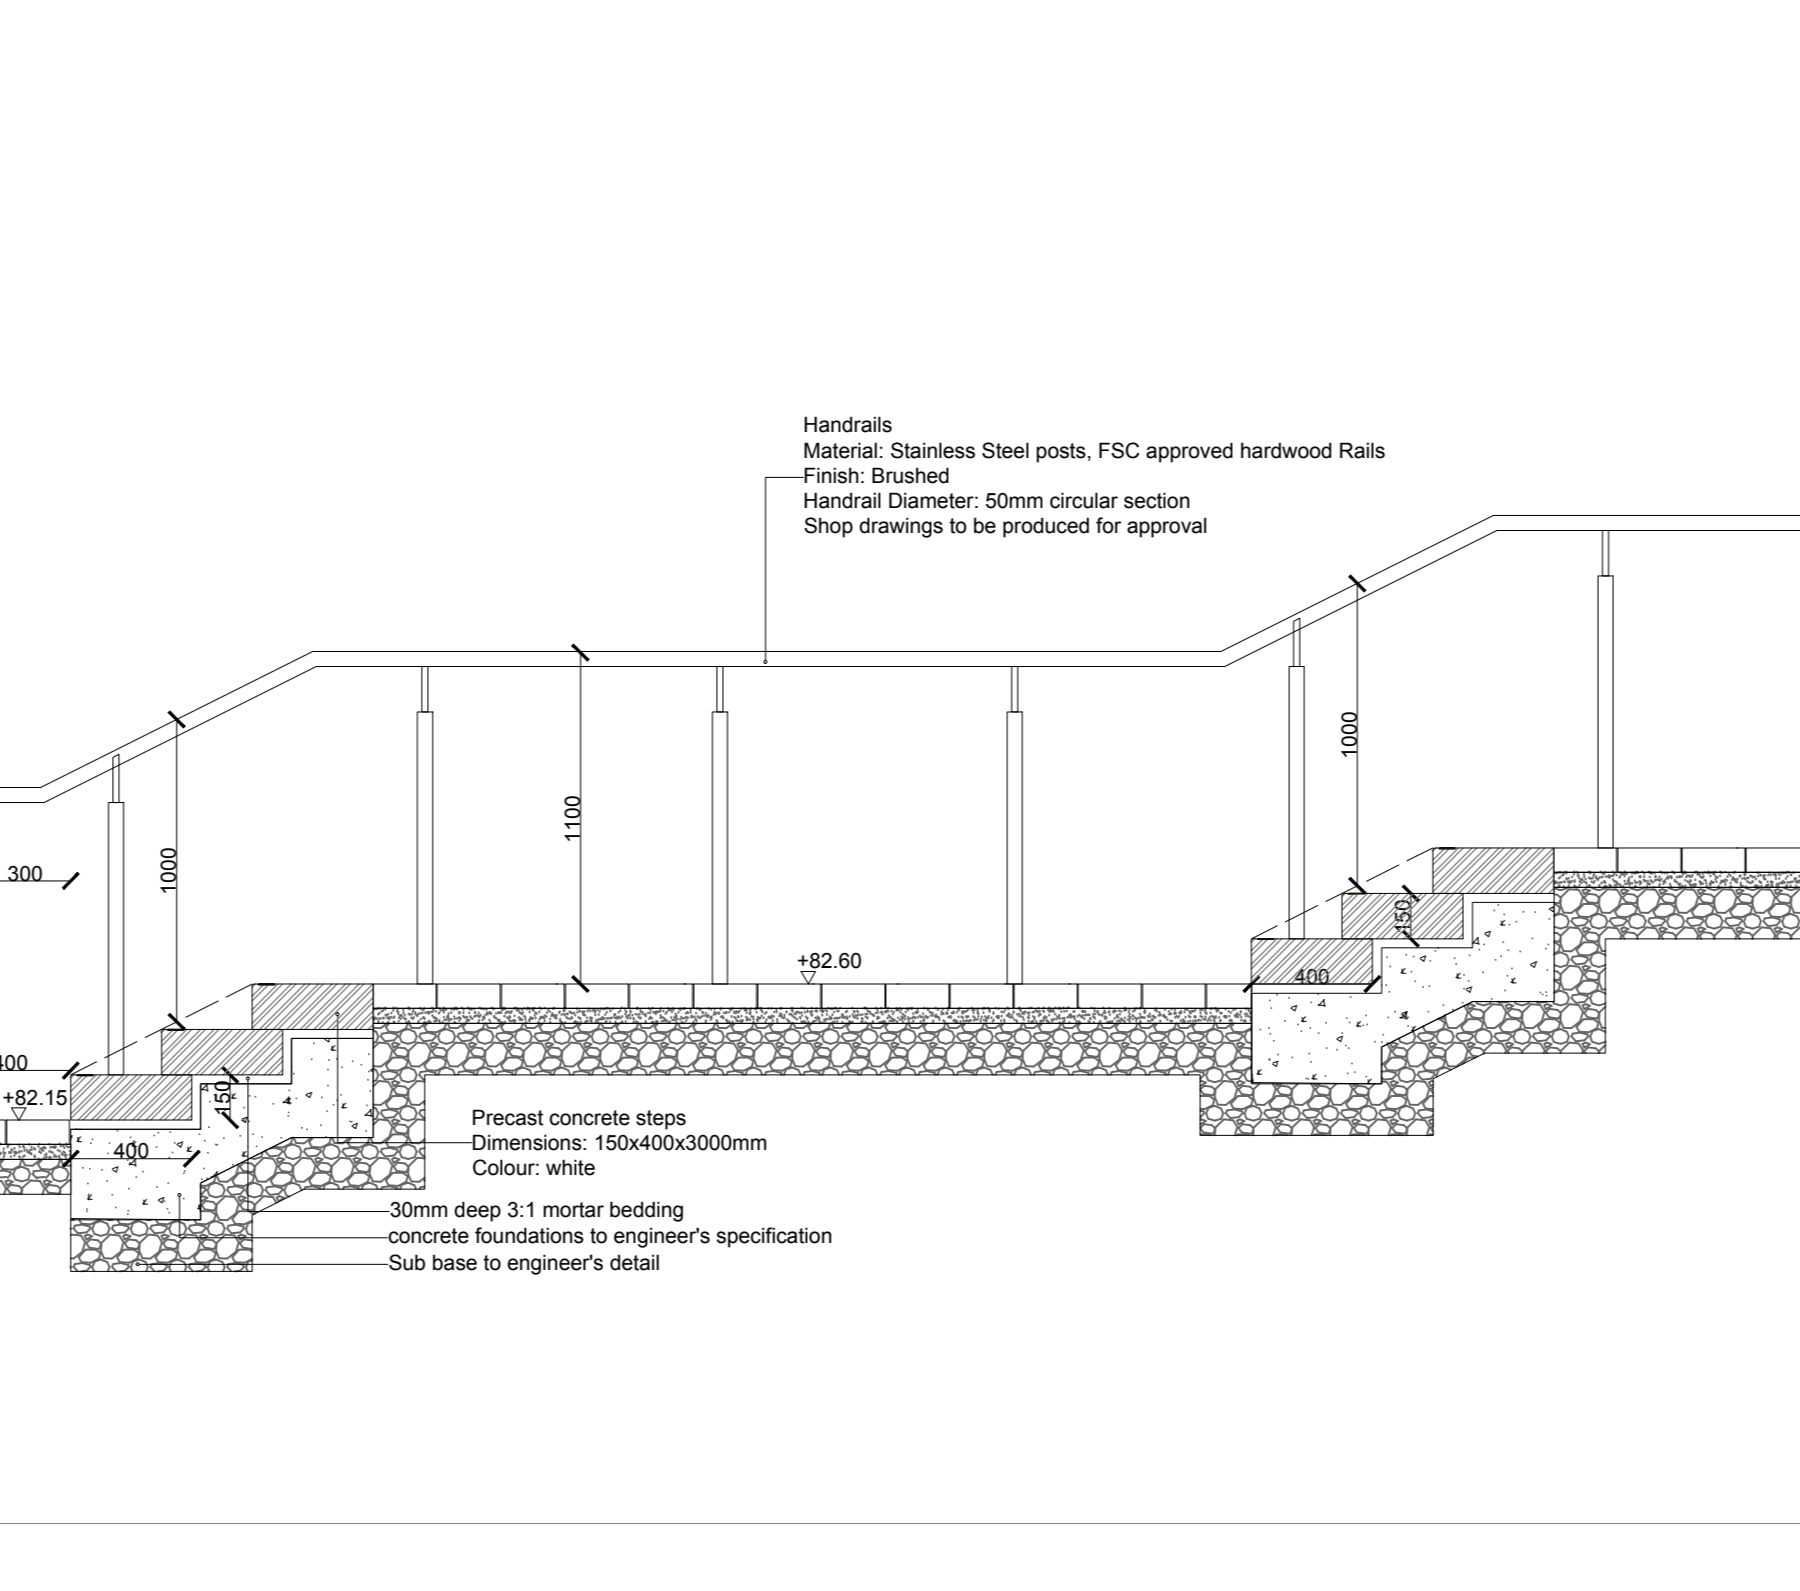 Handrails
Material: Stainless Steel posts, FSC approved hardwood Rails
Finish: Brushed
Handrail Diameter: 50mm circular section
Shop drawings to be produced for approval
1000
1100
1000
300
150
+82.60
400
400
+82.15
150
400
Precast concrete steps
Dimensions: 150x400x3000mm
Colour: white
30mm deep 3:1 mortar bedding
concrete foundations to engineer's specification
Sub base to engineer's detail